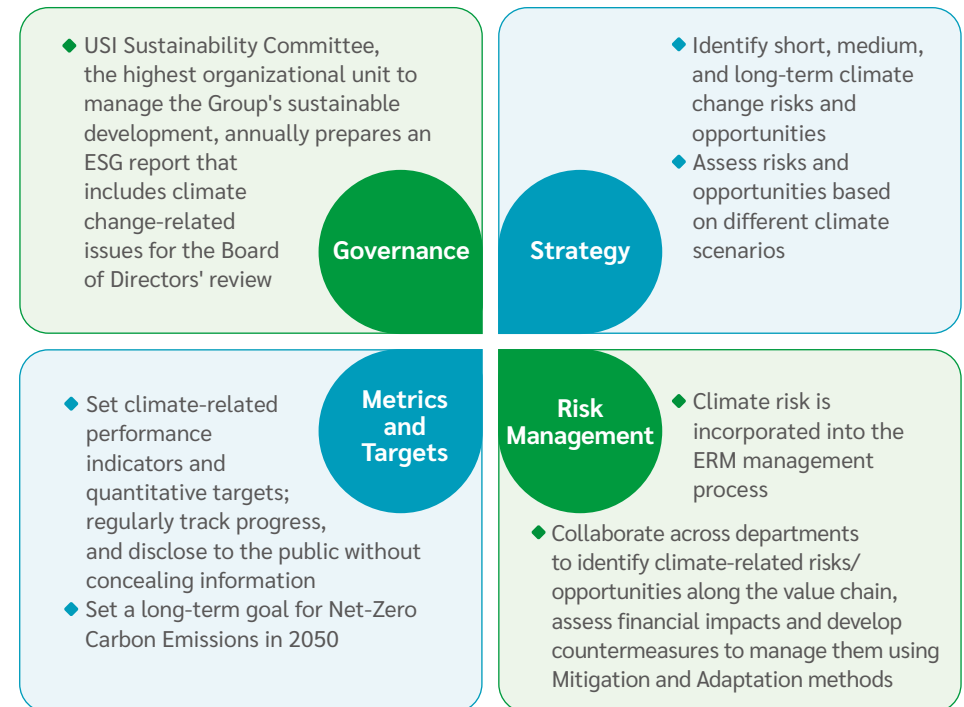 USI Sustainability Committee,
the highest organizational unit to
manage the Group's sustainable
development, annually prepares an
ESG report that
includes climate
change-related
issues for the Board
of Directors' review
Governance
Strategy
Identify short, medium,
and long-term climate
change risks and
opportunities
Assess risks and
opportunities based
on different climate
scenarios
Metrics
and
Targets
Set climate-related
performance
indicators and
quantitative targets;
regularly track progress,
and disclose to the public without
concealing information
Set a long-term goal for Net-Zero
Carbon Emissions in 2050
Risk
Management
Climate risk is
incorporated into the
ERM management
process
Collaborate across departments
to identify climate-related risks/
opportunities along the value chain,
assess financial impacts and develop
countermeasures to manage them using
Mitigation and Adaptation methods